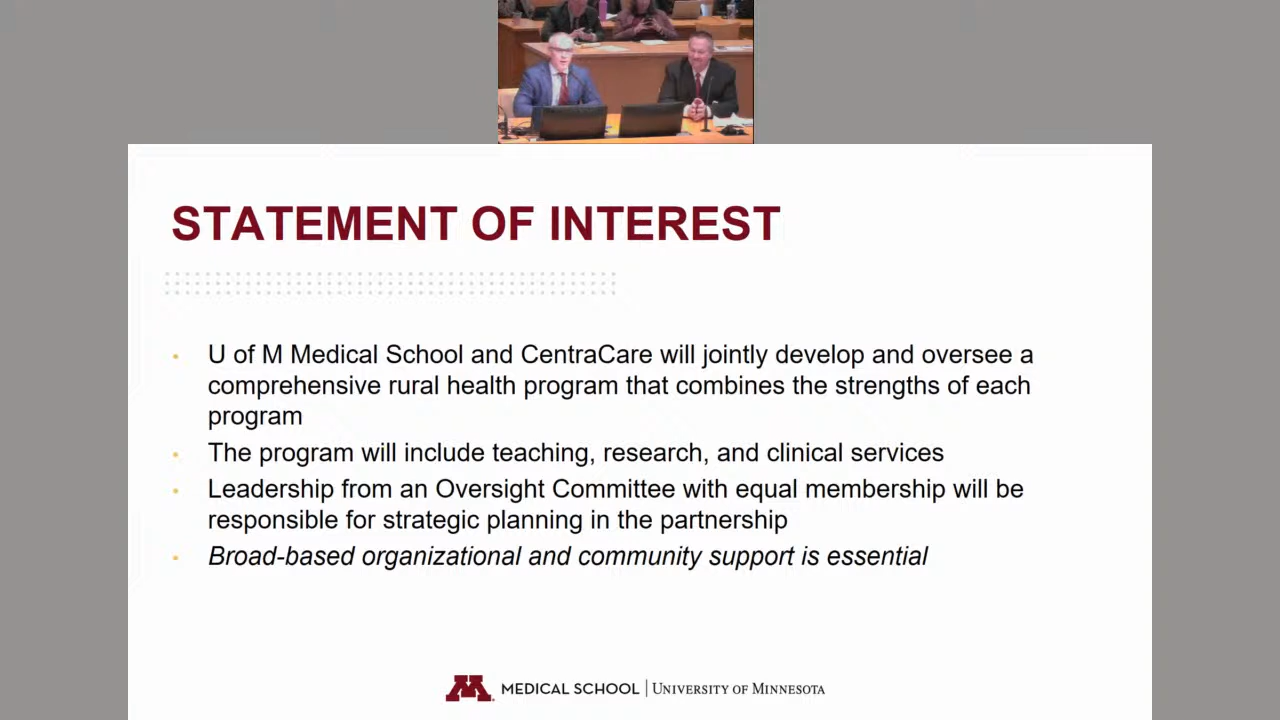 STATEMENT OF INTEREST
• U of M Medical School and CentraCare will jointly develop and oversee a
comprehensive rural health program that combines the strengths of each
program
• The program will include teaching, research, and clinical services
• Leadership from an Oversight Committee with equal membership will be
responsible for strategic planning in the partnership
• Broad-based organizational and community support is essential
M MEDICAL SCHOOL | UNIVERSITY OF MINNESOTA